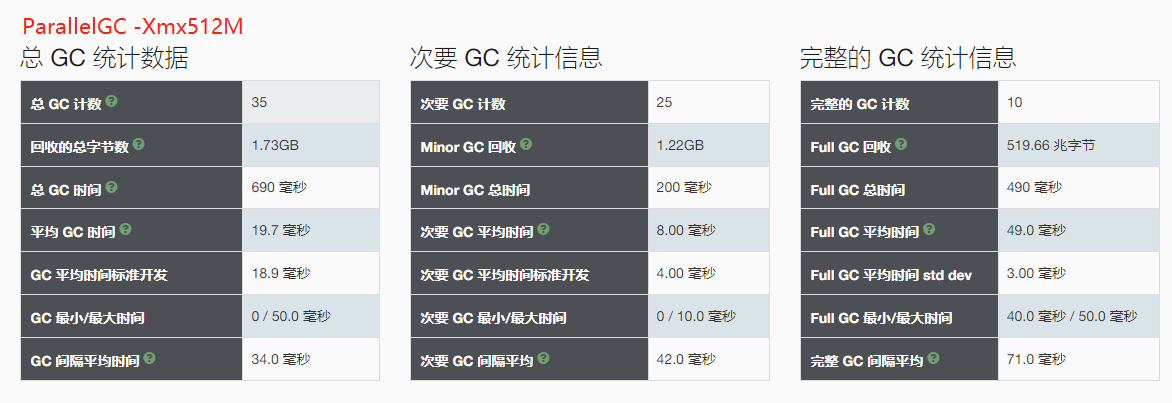 ParallelGC -Xmx512M
总 GC 统计数据
总 GC 计数 ? 35
回收的总字节数 ? 1.73GB
总 GC 时间 ? 690 毫秒
平均 GC 时间 ? 19.7 毫秒
GC 平均时间标准开发 18.9 毫秒
GC 最小/最大时间 0 / 50.0 毫秒
GC 间隔平均时间 ? 34.0 毫秒
次要 GC 统计信息
次要 GC 计数 25
Minor GC 回收 ? 1.22GB
Minor GC 总时间 200 毫秒
次要 GC 平均时间 ? 8.00 毫秒
次要 GC 平均时间标准开发 4.00 毫秒
次要 GC 最小/最大时间 0 / 10.0 毫秒
次要 GC 间隔平均 ? 42.0 毫秒
完整的 GC 统计信息
完整的 GC 计数 10
Full GC 回收 ? 519.66 兆字节
Full GC 总时间 490 毫秒
Full GC 平均时间 ? 49.0 毫秒
Full GC 平均时间 std dev 3.00 毫秒
Full GC 最小/最大时间 40.0 毫秒 / 50.0 毫秒
完整 GC 间隔平均 ? 71.0 毫秒